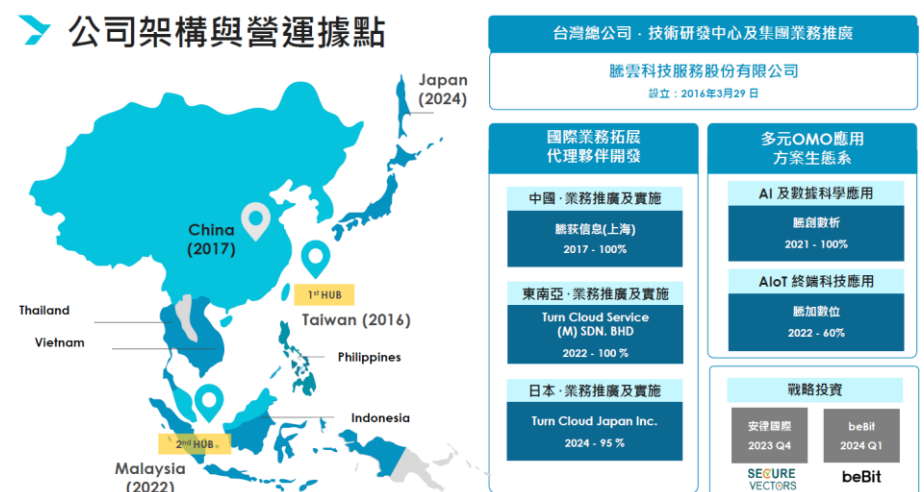 公司架構與營運據點
Japan
(2024)
China
(2017)
1st HUB
Taiwan (2016)
Thailand
Vietnam
Philippines
Indonesia
2nd HUB
Malaysia
(2022)
台灣總公司．技術研發中心及集團業務推廣
騰雲科技服務股份有限公司
設立：2016年3月29 日
國際業務拓展
代理夥伴開發
中國·業務推廣及實施
騰荻信息(上海)
2017 - 100%
東南亞·業務推廣及實施
Turn Cloud Service
(M) SDN. BHD
2022 - 100 %
日本·業務推廣及實施
Turn Cloud Japan Inc.
2024 - 95 %
多元OMO應用
方案生態系
AI 及數據科學應用
騰創數析
2021 - 100%
AIoT 終端科技應用
騰加數位
2022 - 60%
戰略投資
安律國際
2023 Q4
beBit
2024 Q1
SECURE
VECTORS
beBit